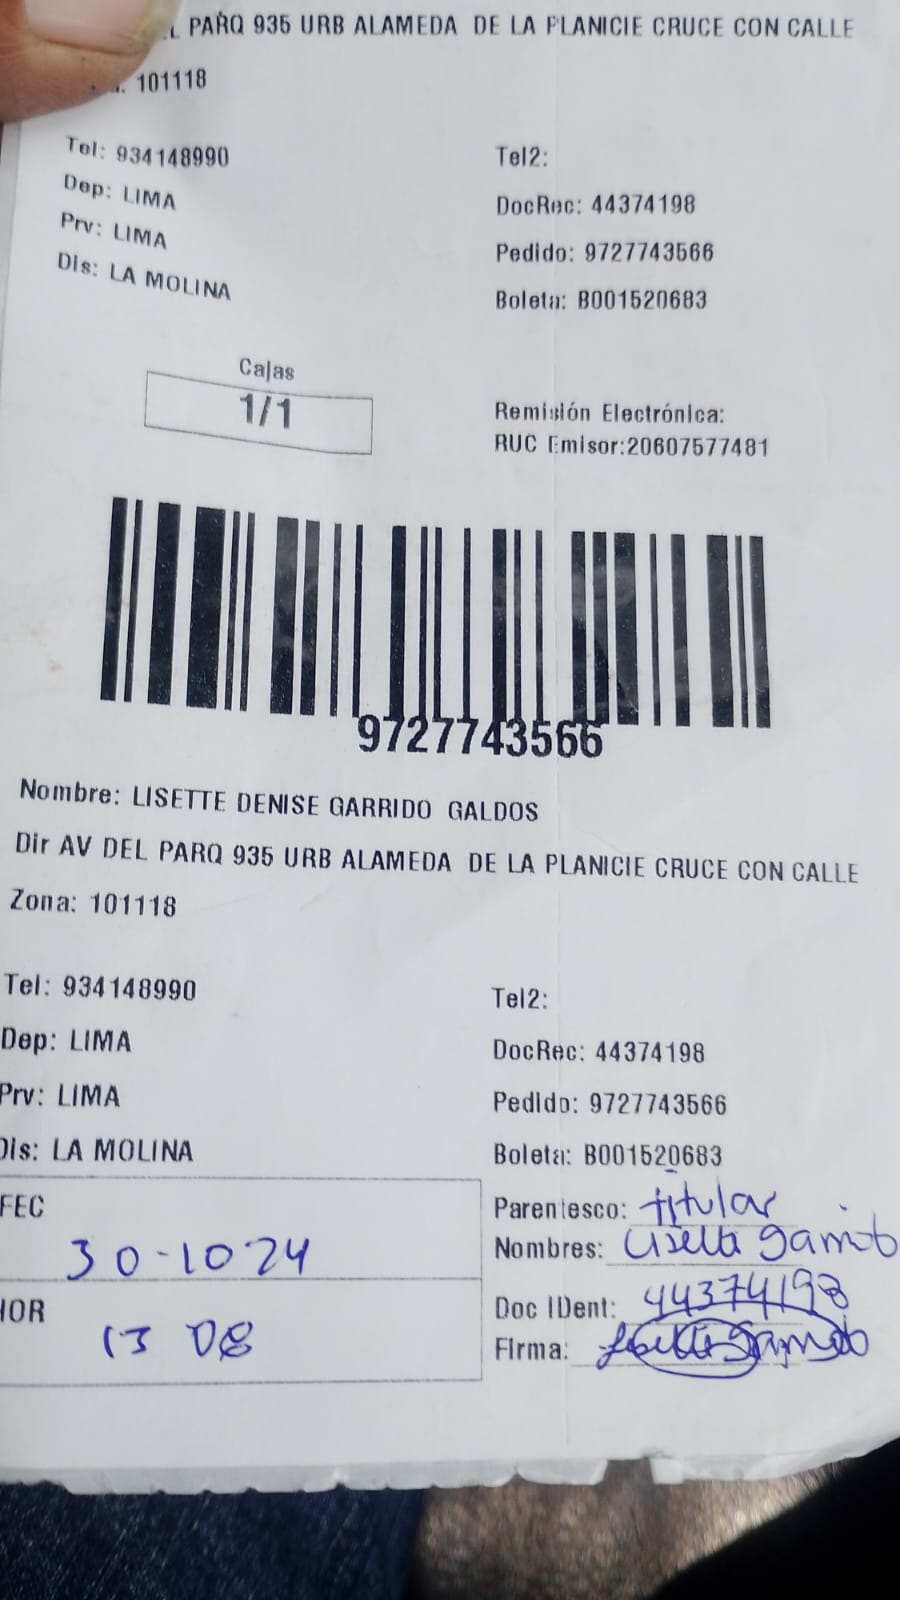 L PARQ 935 URB ALAMEDA DE LA PLANICIE CRUCE CON CALLE
101118
Tel: 934148990
Tel2:
Dep: LIMA
DocRec: 44374198
Prv: LIMA
Pedido: 9727743566
Dis: LA MOLINA
Boleta: B001520683
Cajas
1/1
Remisión Electrónica:
RUC Emisor:20607577481
9727743566
Nombre: LISETTE DENISE GARRIDO GALDOS
Dir AV DEL PARQ 935 URB ALAMEDA DE LA PLANICIE CRUCE CON CALLE
Zona: 101118
Tel: 934148990
Tel2:
Dep: LIMA
DocRec: 44374198
Prv: LIMA
Pedido: 9727743566
Dis: LA MOLINA
Boleta: B001520683
FEC
30-10 24
HOR
13 08
Parentesco: titular
Nombres: Lisette Garrido
Doc IDent: 44374198
Firma: Lisette Garrido